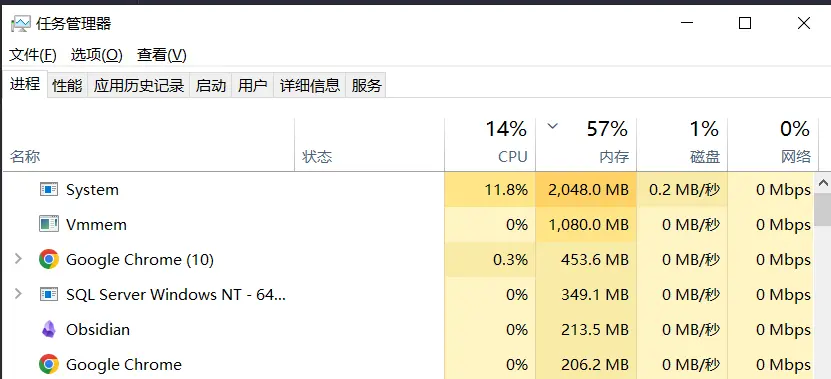 任务管理器
文件(F) 选项(O) 查看(V)
进程 性能 应用历史记录 启动 用户 详细信息 服务
14% 57% 1% 0%
名称 状态 CPU 内存 磁盘 网络
System 11.8% 2,048.0 MB 0.2 MB/秒 0 Mbps
Vmmem 0% 1,080.0 MB 0 MB/秒 0 Mbps
Google Chrome (10) 0.3% 453.6 MB 0 MB/秒 0 Mbps
SQL Server Windows NT - 64... 0% 349.1 MB 0 MB/秒 0 Mbps
Obsidian 0% 213.5 MB 0 MB/秒 0 Mbps
Google Chrome 0% 206.2 MB 0 MB/秒 0 Mbps